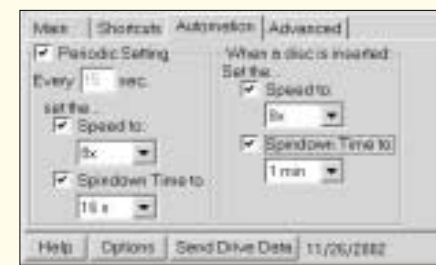 Main Shortcuts Automation Advanced
Periodic Setting
Every 15 sec.
set the...
Speed to:
8x
Spindown Time to
16 s
When a disc is inserted:
Set the...
Speed to:
8x
Spindown Time to:
1 min
Help Options Send Drive Data 11/26/2002